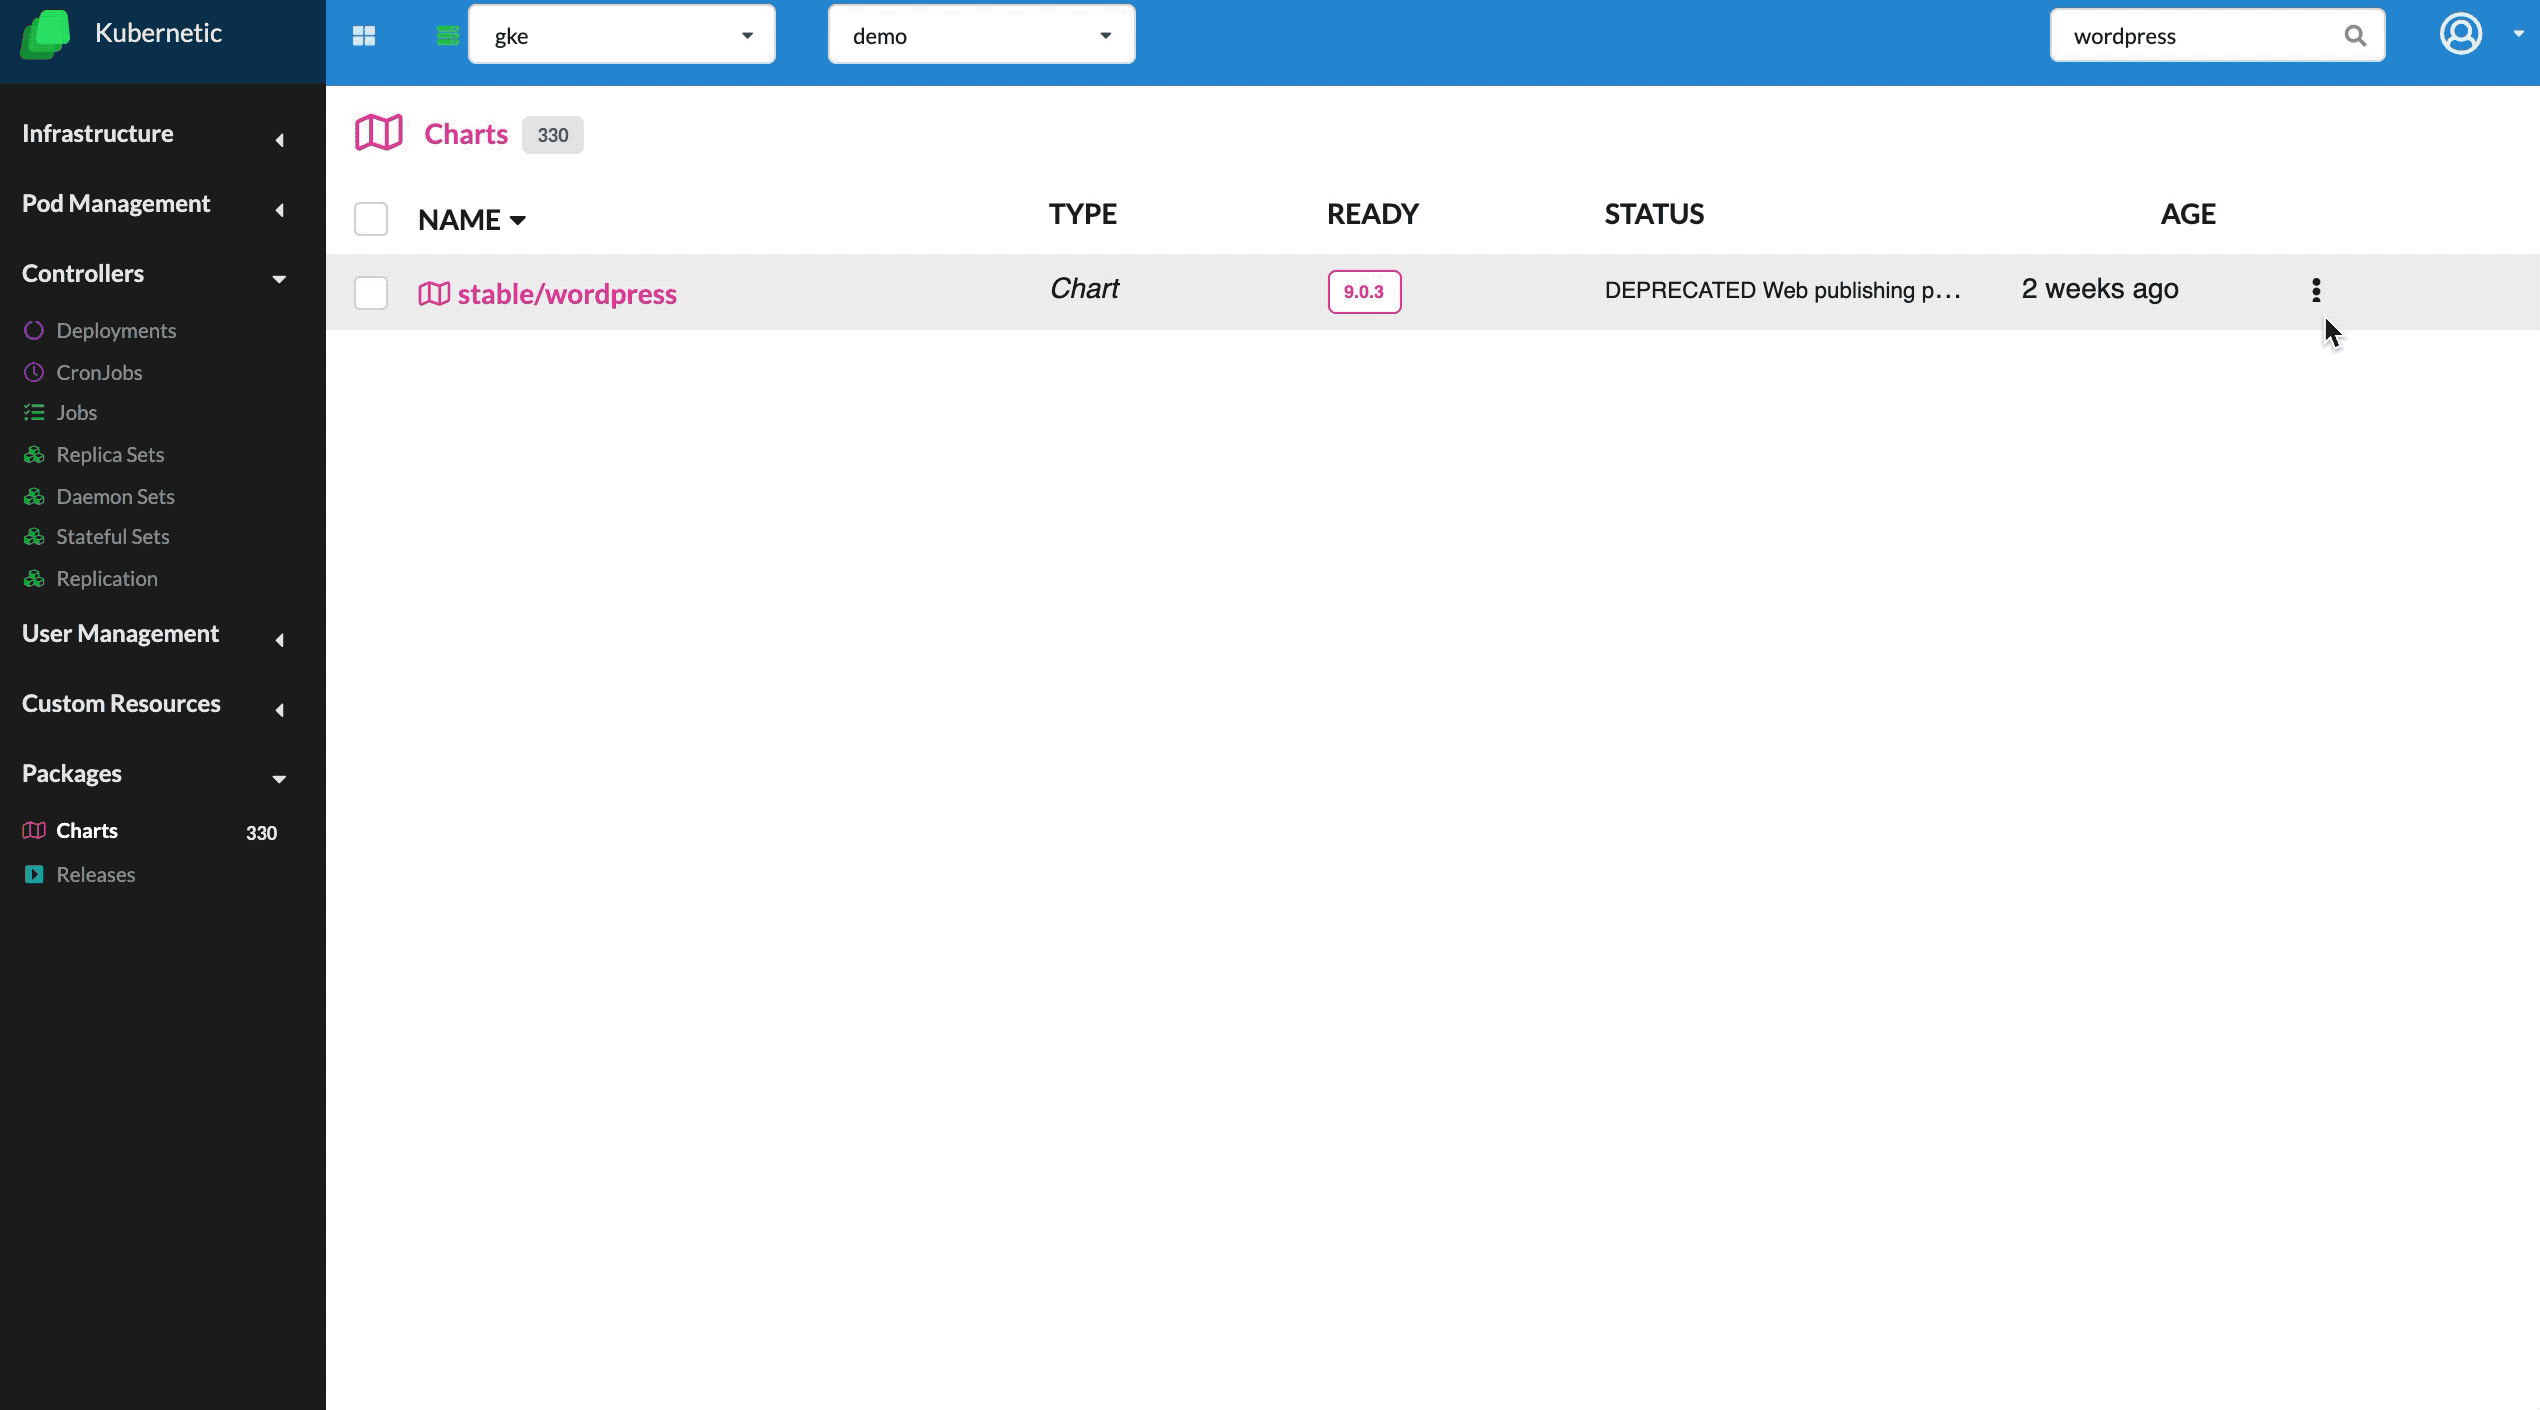 Kubernetic
gke
demo
wordpress
Infrastructure
Pod Management
Controllers
Deployments
CronJobs
Jobs
Replica Sets
Daemon Sets
Stateful Sets
Replication
User Management
Custom Resources
Packages
Charts 330
Releases
Charts 330
NAME TYPE READY STATUS AGE
stable/wordpress Chart 9.0.3 DEPRECATED Web publishing p... 2 weeks ago